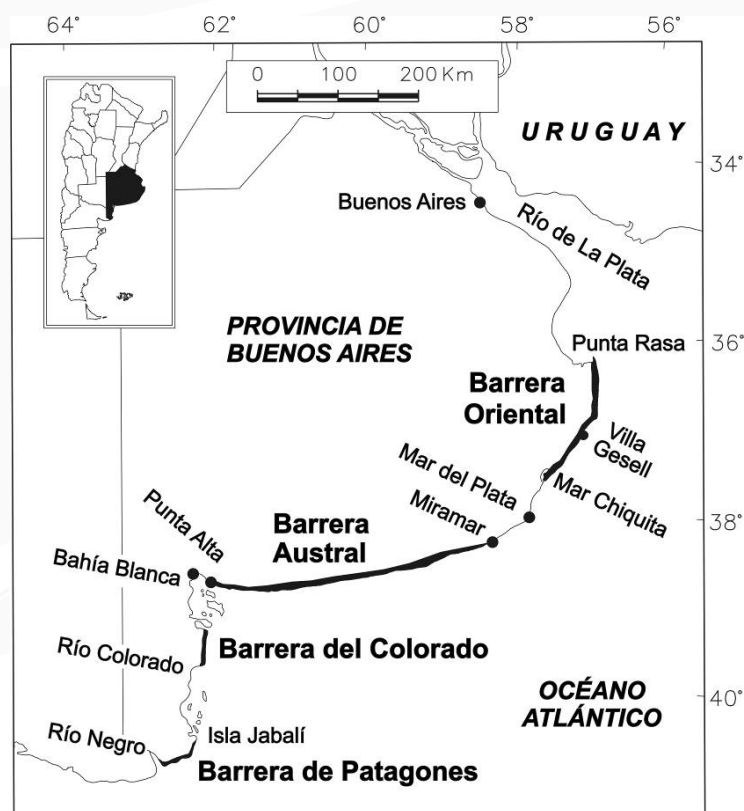 64° 60° 58° 56°
0 100 200 Km
URUGUAY
34°
Buenos Aires
Río de La Plata
PROVINCIA DE
BUENOS AIRES
36°
Punta Rasa
Barrera
Oriental
Villa
Gesell
Mar del Plata
Mar Chiquita
Miramar
38°
Punta Alta
Barrera
Austral
Bahía Blanca
Río Colorado
Barrera del Colorado
OCÉANO
ATLÁNTICO
40°
Río Negro
Isla Jabalí
Barrera de Patagones
62°